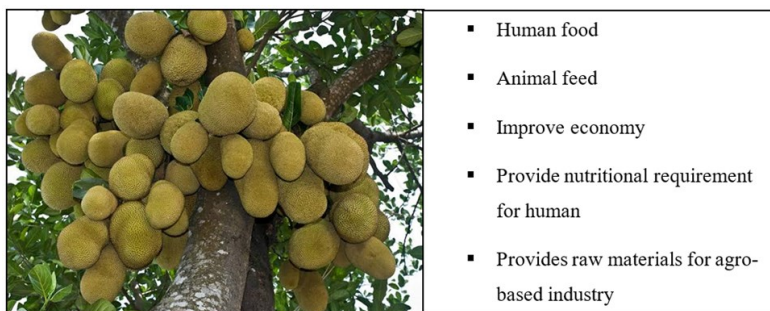 ▪ Human food
▪ Animal feed
▪ Improve economy
▪ Provide nutritional requirement
for human
▪ Provides raw materials for agro-
based industry